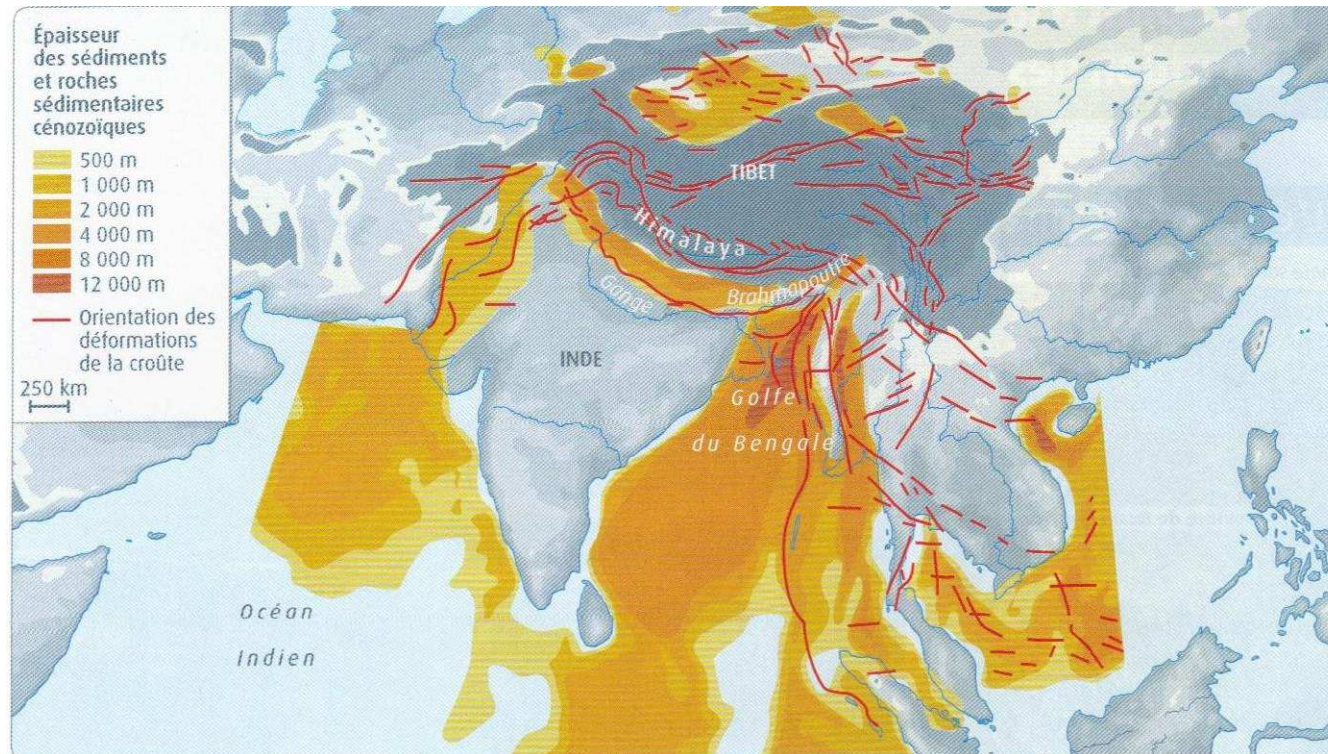 Épaisseur
des sédiments
et roches
sédimentaires
cénozoïques
500 m
1 000 m
2 000 m
4 000 m
8 000 m
12 000 m
Orientation des
déformations
de la croûte
250 km
TIBET
Himalaya
Gange
Brahmapoutre
INDE
Golfe
du Bengale
Océan
Indien